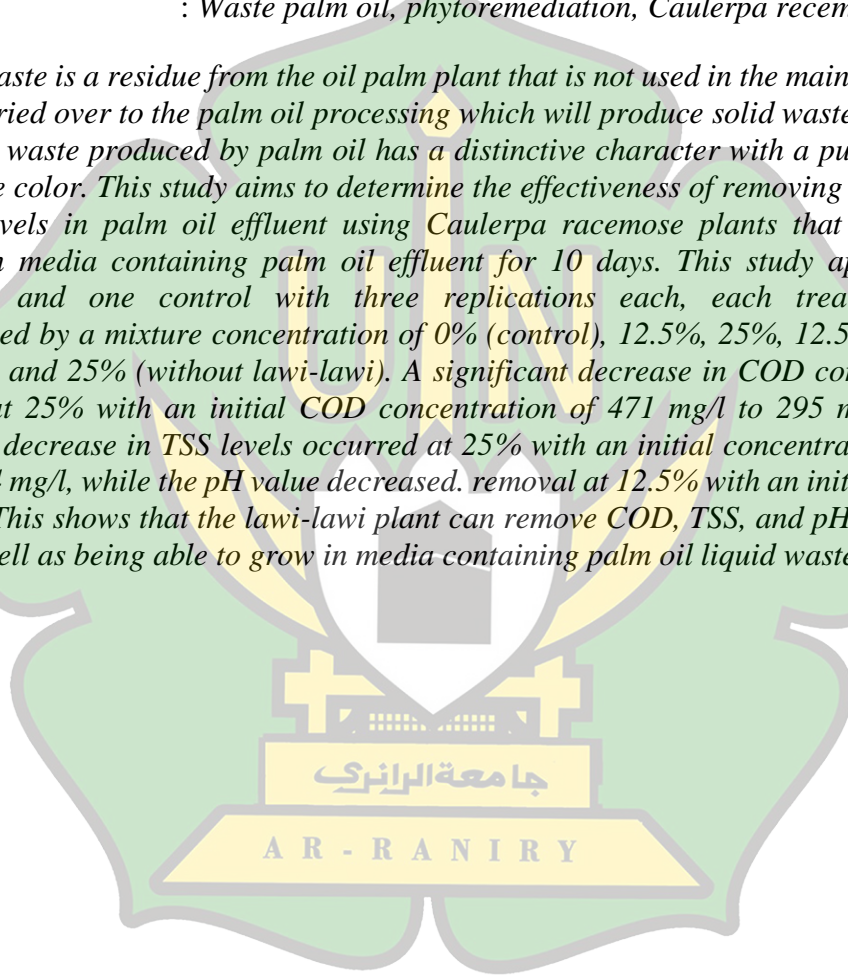 : Waste palm oil, phytoremediation, Caulerpa recem
aste is a residue from the oil palm plant that is not used in the main
ried over to the palm oil processing which will produce solid waste
waste produced by palm oil has a distinctive character with a pu
e color. This study aims to determine the effectiveness of removing
vels in palm oil effluent using Caulerpa racemose plants that
n media containing palm oil effluent for 10 days. This study ap
and one control with three replications each, each trea
ed by a mixture concentration of 0% (control), 12.5%, 25%, 12.5
and 25% (without lawi-lawi). A significant decrease in COD con
at 25% with an initial COD concentration of 471 mg/l to 295 m
decrease in TSS levels occurred at 25% with an initial concentra
mg/l, while the pH value decreased. removal at 12.5% with an init
This shows that the lawi-lawi plant can remove COD, TSS, and pH
ell as being able to grow in media containing palm oil liquid waste
UIN
جامعة الرانري
AR-RANIRY